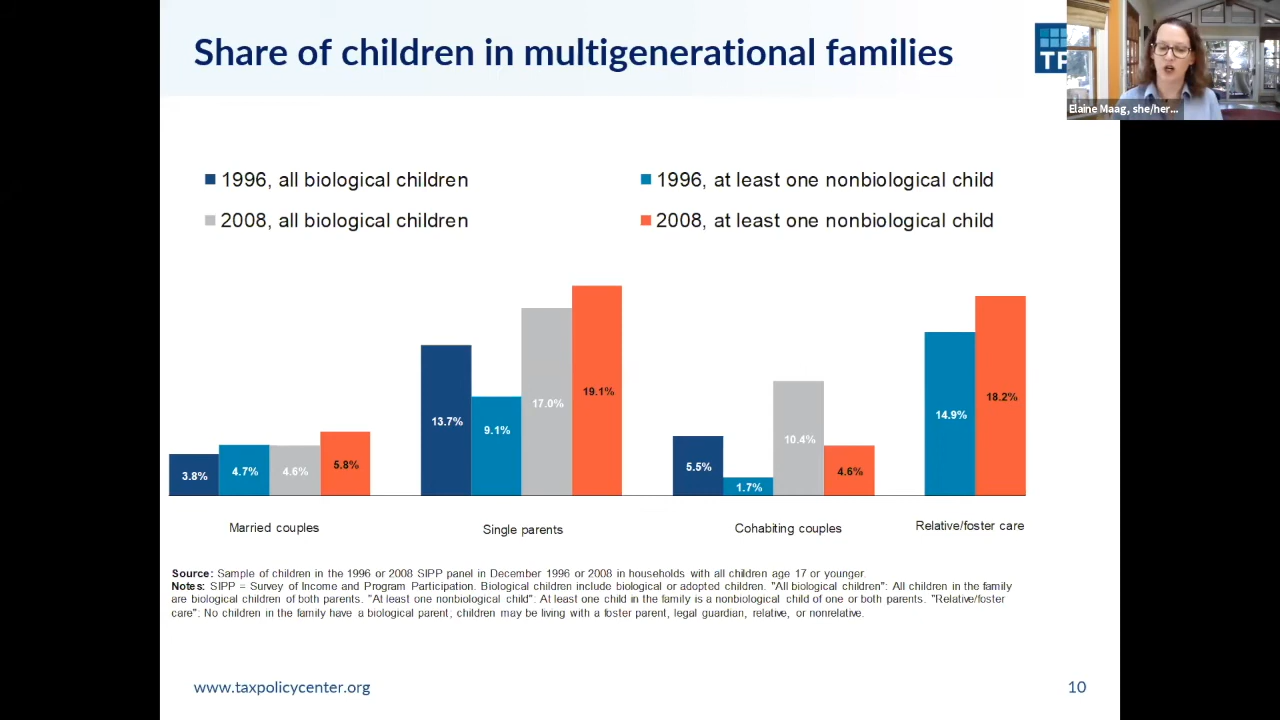 Share of children in multigenerational families
TP
Elaine Maag, she/her...
1996, all biological children
1996, at least one nonbiological child
2008, all biological children
2008, at least one nonbiological child
3.8%
4.7%
4.6%
5.8%
13.7%
9.1%
17.0%
19.1%
5.5%
1.7%
10.4%
4.6%
14.9%
18.2%
Married couples
Single parents
Cohabiting couples
Relative/foster care
Source: Sample of children in the 1996 or 2008 SIPP panel in December 1996 or 2008 in households with all children age 17 or younger.
Notes: SIPP = Survey of Income and Program Participation. Biological children include biological or adopted children. "All biological children": All children in the family
are biological children of both parents. "At least one nonbiological child": At least one child in the family is a nonbiological child of one or both parents. "Relative/foster
care": No children in the family have a biological parent; children may be living with a foster parent, legal guardian, relative, or nonrelative.
www.taxpolicycenter.org
10